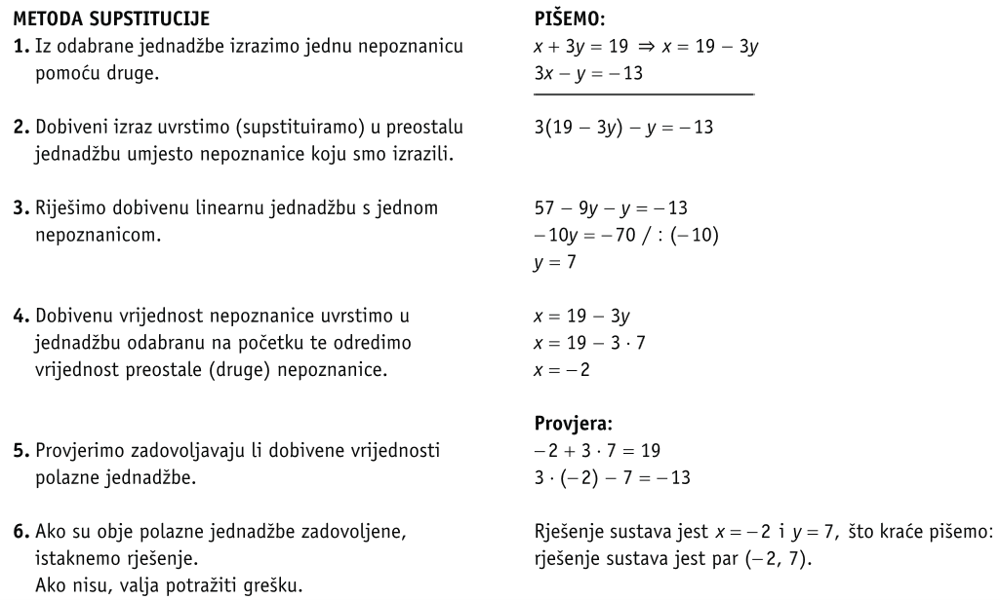 METODA SUPSTITUCIJE
PIŠEMO:
1. Iz odabrane jednadžbe izrazimo jednu nepoznanicu
pomoću druge.
x + 3y = 19 ⇒ x = 19 − 3y
3x − y = −13
2. Dobiveni izraz uvrstimo (supstituiramo) u preostalu
jednadžbu umjesto nepoznanice koju smo izrazili.
3(19 − 3y) − y = −13
3. Riješimo dobivenu linearnu jednadžbu s jednom
nepoznanicom.
57 − 9y − y = −13
−10y = −70 / : (−10)
y = 7
4. Dobivenu vrijednost nepoznanice uvrstimo u
jednadžbu odabranu na početku te odredimo
vrijednost preostale (druge) nepoznanice.
x = 19 − 3y
x = 19 − 3 · 7
x = −2
Provjera:
5. Provjerimo zadovoljavaju li dobivene vrijednosti
polazne jednadžbe.
−2 + 3 · 7 = 19
3 · (−2) − 7 = −13
6. Ako su obje polazne jednadžbe zadovoljene,
istaknemo rješenje.
Ako nisu, valja potražiti grešku.
Rješenje sustava jest x = −2 i y = 7, što kraće pišemo:
rješenje sustava jest par (−2, 7).